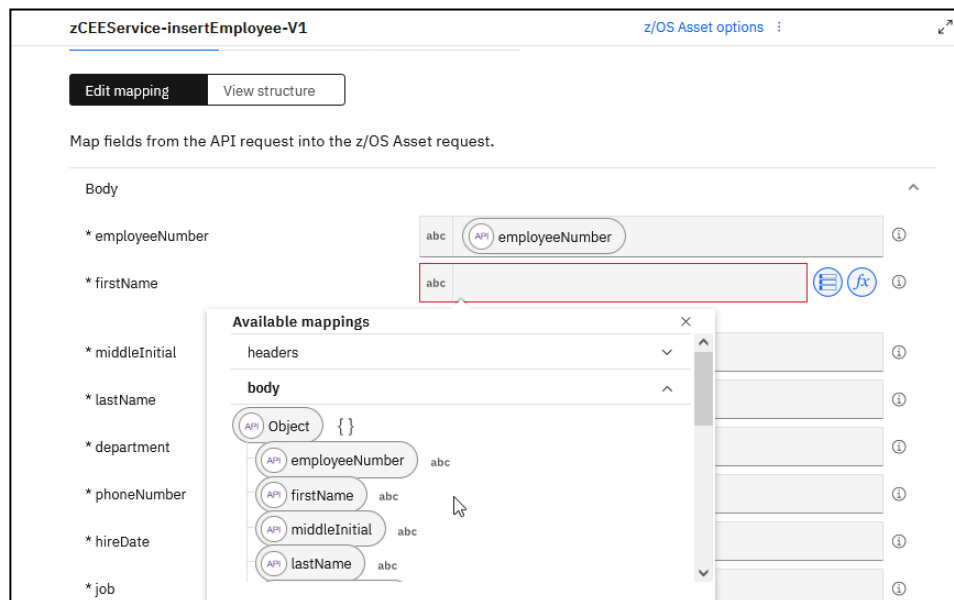 zCEEService-insertEmployee-V1 z/OS Asset options
Edit mapping View structure
Map fields from the API request into the z/OS Asset request.
Body
* employeeNumber abc API employeeNumber
* firstName abc fx
Available mappings
* middleInitial headers
body
* lastName
API Object { }
* department
API employeeNumber abc
* phoneNumber API firstName abc
API middleInitial abc
* hireDate
API lastName abc
* job